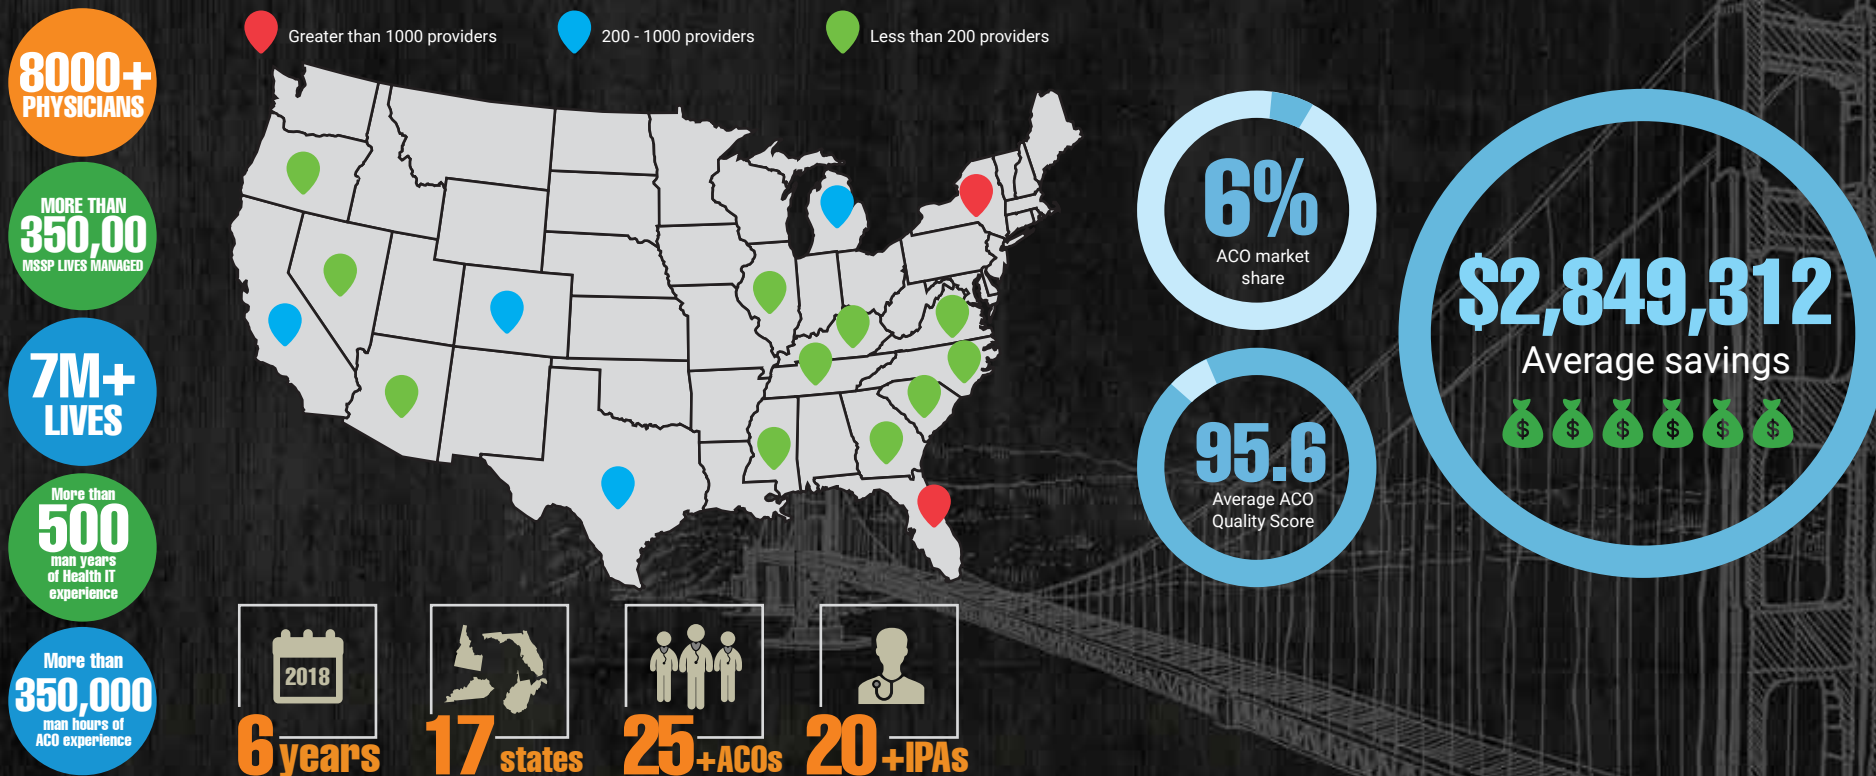 8000+
PHYSICIANS
MORE THAN
350,00
MSSP LIVES MANAGED
7M+
LIVES
More than
500
man years
of Health IT
experience
More than
350,000
man hours of
ACO experience
Greater than 1000 providers
200 - 1000 providers
Less than 200 providers
2018
6 years
17 states
25+ACOs
20+IPAs
6%
ACO market
share
95.6
Average ACO
Quality Score
$2,849,312
Average savings
$ $ $ $ $ $